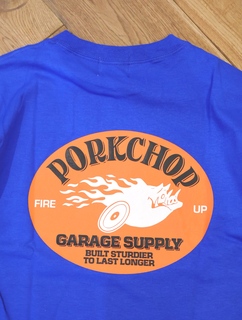 PORKCHOP
FIRE UP
GARAGE SUPPLY
BUILT STURDIER
TO LAST LONGER